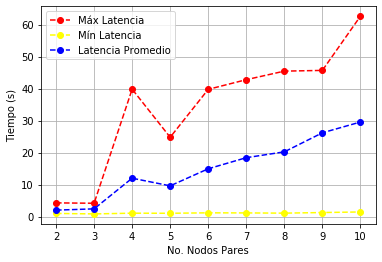 Máx Latencia
Mín Latencia
Latencia Promedio
Tiempo (s)
60
50
40
30
20
10
0
2 3 4 5 6 7 8 9 10
No. Nodos Pares